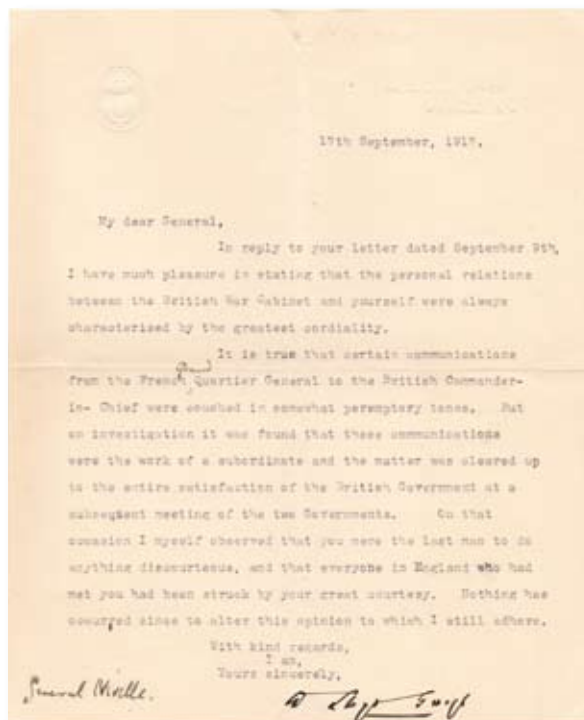 17th September, 1917.
My dear General,
In reply to your letter dated September 9th,
I have much pleasure in stating that the personal relations
between the British War Cabinet and yourself were always
characterised by the greatest cordiality.
It is true that certain communications
from the French Grand Quartier General to the British Commander-
in- Chief were couched in somewhat peremptory tones. But
on investigation it was found that these communications
were the work of a subordinate and the matter was cleared up
to the entire satisfaction of the British Government at a
subsequent meeting of the two Governments. On that
occasion I myself observed that you were the last man to do
anything discourteous, and that everyone in England who had
met you had been struck by your great courtesy. Nothing has
occurred since to alter this opinion to which I still adhere.
With kind regards,
I am,
Yours sincerely,
General Nivelle.
D Lloyd George